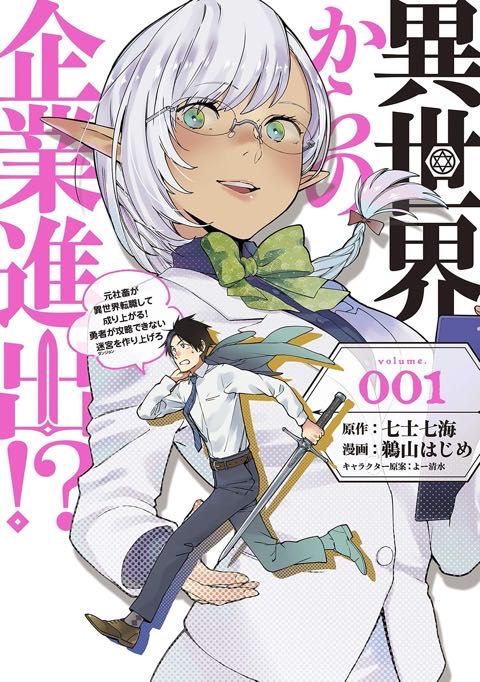 異世界
からの
企業進出!?
元社畜が
異世界転職して
成り上がる!
勇者が攻略できない
迷宮を作り上げろ
ダンジョン
volume.
001
原作：七士七海
漫画：鵜山はじめ
キャラクター原案：よー清水